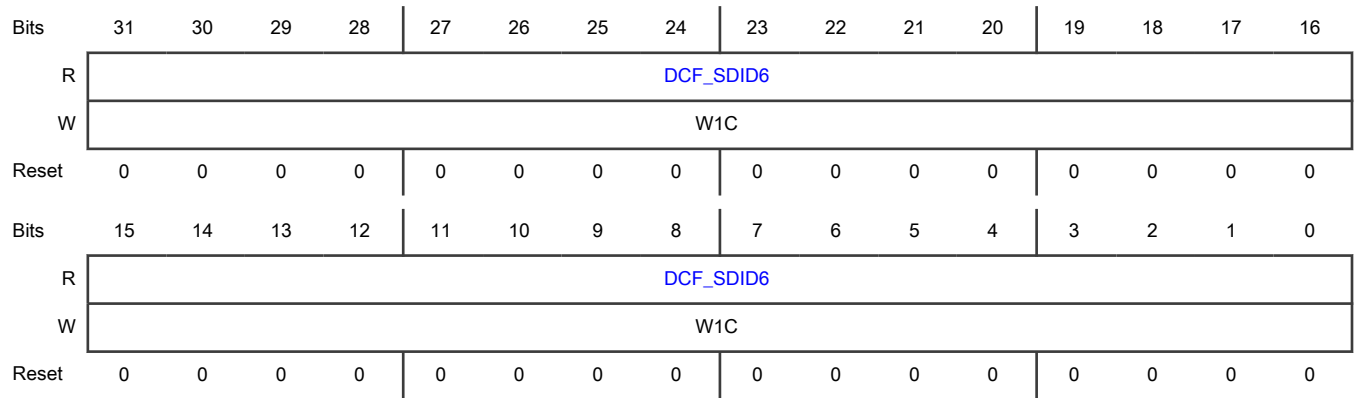 Bits 31 30 29 28 27 26 25 24 23 22 21 20 19 18 17 16
R DCF_SDID6
W W1C
Reset 0 0 0 0 0 0 0 0 0 0 0 0 0 0 0 0
Bits 15 14 13 12 11 10 9 8 7 6 5 4 3 2 1 0
R DCF_SDID6
W W1C
Reset 0 0 0 0 0 0 0 0 0 0 0 0 0 0 0 0